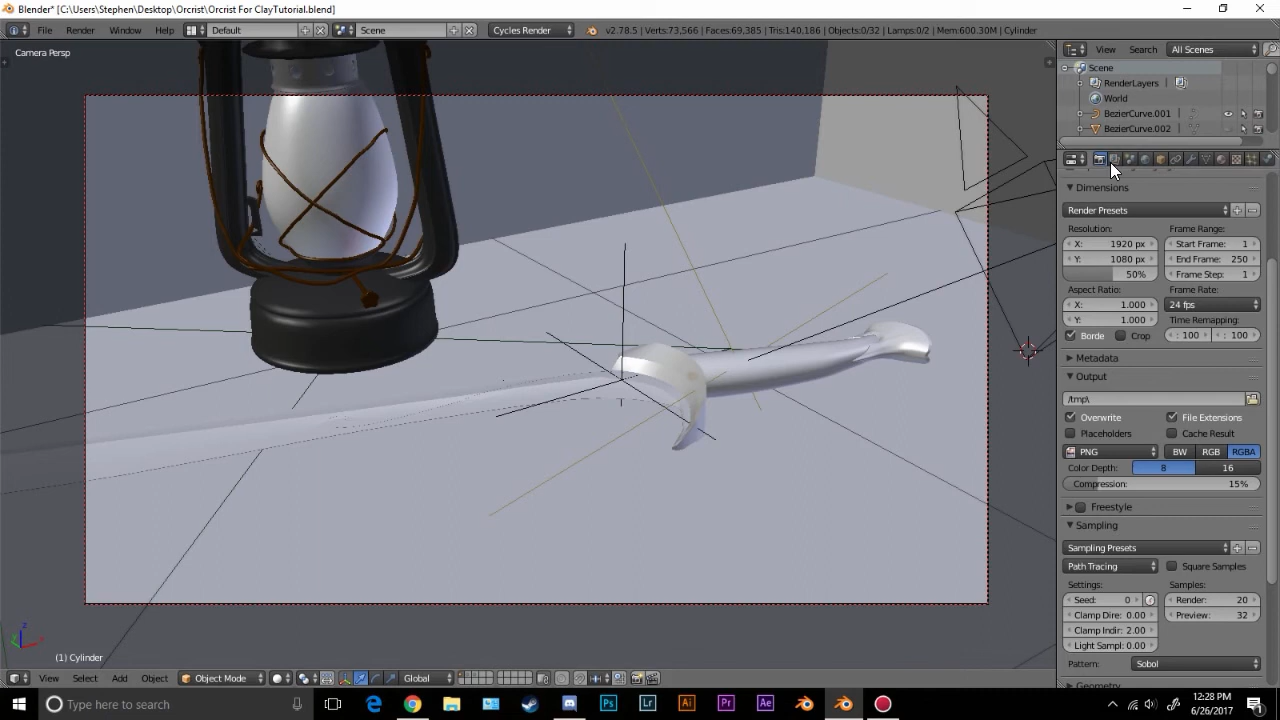 Blender* [C:\Users\Stephen\Desktop\Orcrist\Orcrist For ClayTutorial.blend]
File Render Window Help Default Scene Cycles Render v2.78.5 | Verts:73,566 | Faces:69,385 | Tris:140,186 | Objects:0/32 | Lamps:0/2 | Mem:600.30M | Cylinder
Camera Persp
View Search All Scenes
Scene
RenderLayers
World
BezierCurve.001
BezierCurve.002
Dimensions
Render Presets
Resolution: Frame Range:
X: 1920 px Start Frame: 1
Y: 1080 px End Frame: 250
50% Frame Step: 1
Aspect Ratio: Frame Rate:
X: 1.000 24 fps
Y: 1.000 Time Remapping:
Borde Crop : 100 : 100
Metadata
Output
/tmp\
Overwrite File Extensions
Placeholders Cache Result
PNG BW RGB RGBA
Color Depth: 8 16
Compression: 15%
Freestyle
Sampling
Sampling Presets
Path Tracing Square Samples
Settings: Samples:
Seed: 0 Render: 20
Clamp Dire: 0.00 Preview: 32
Clamp Indir: 2.00
Light Sampl: 0.00
Pattern: Sobol
z
(1) Cylinder
View Select Add Object Object Mode Global
Type here to search Ps Lr Ai Pr Ae 12:28 PM
6/26/2017